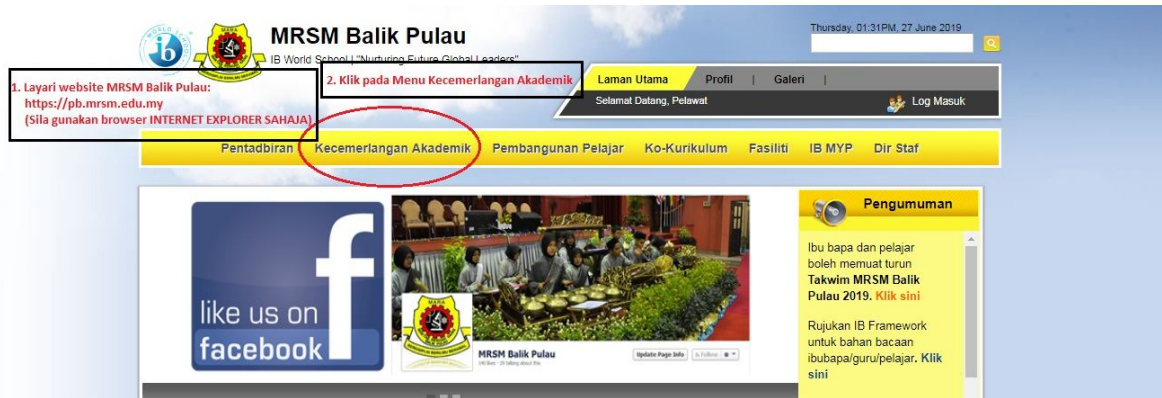 MRSM Balik Pulau
IB World School | "Nurturing Future Global Leaders"
Thursday, 01:31PM, 27 June 2019
1. Layari website MRSM Balik Pulau:
https://pb.mrsm.edu.my
(Sila gunakan browser INTERNET EXPLORER SAHAJA)
2. Klik pada Menu Kecemerlangan Akademik
Laman Utama Profil | Galeri |
Selamat Datang, Pelawat Log Masuk
Pentadbiran Kecemerlangan Akademik Pembangunan Pelajar Ko-Kurikulum Fasiliti IB MYP Dir Staf
like us on
facebook
MARA
MRSM Balik Pulau
Update Page Info Follow
Pengumuman
Ibu bapa dan pelajar
boleh memuat turun
Takwim MRSM Balik
Pulau 2019. Klik sini
Rujukan IB Framework
untuk bahan bacaan
ibubapa/guru/pelajar. Klik
sini